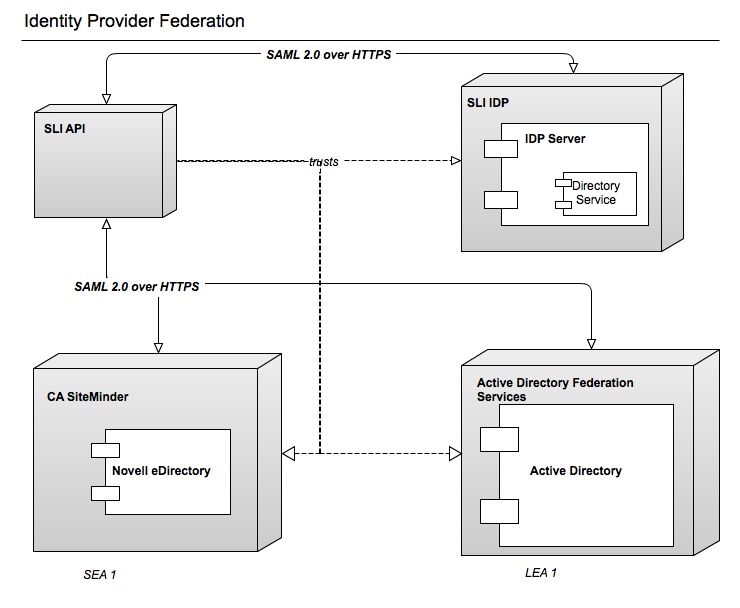 Identity Provider Federation
SAML 2.0 over HTTPS
SLI API
SLI IDP
IDP Server
trusts
Directory
Service
SAML 2.0 over HTTPS
CA SiteMinder
Novell eDirectory
Active Directory Federation
Services
Active Directory
SEA 1
LEA 1